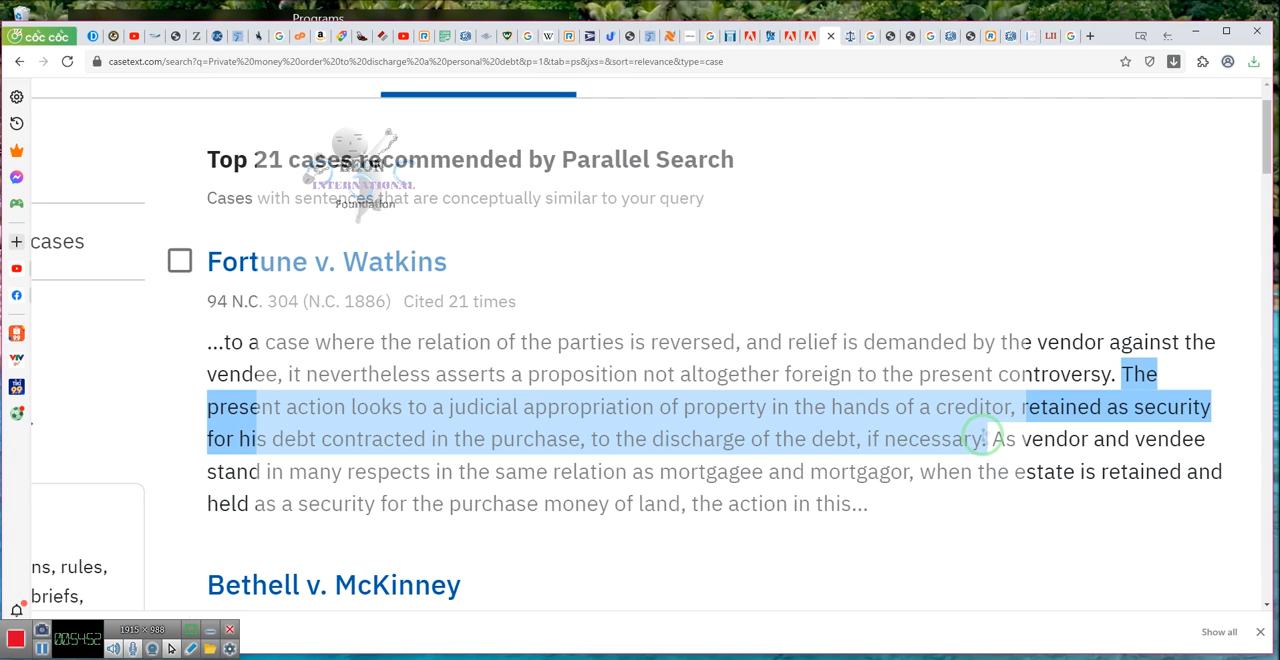 Programs
cốc cốc
casetext.com/search?q=Private%20money%20order%20to%20discharge%20a%20personal%20debt&p=1&tab=ps&jxs=&sort=relevance&type=case
Top 21 cases recommended by Parallel Search
INTERNATIONAL
Foundation
Cases with sentences that are conceptually similar to your query
cases
Fortune v. Watkins
94 N.C. 304 (N.C. 1886) Cited 21 times
...to a case where the relation of the parties is reversed, and relief is demanded by the vendor against the
vendee, it nevertheless asserts a proposition not altogether foreign to the present controversy. The
present action looks to a judicial appropriation of property in the hands of a creditor, retained as security
for his debt contracted in the purchase, to the discharge of the debt, if necessary. As vendor and vendee
stand in many respects in the same relation as mortgagee and mortgagor, when the estate is retained and
held as a security for the purchase money of land, the action in this...
ns, rules,
briefs,
Bethell v. McKinney
1915 × 988
005452
Show all